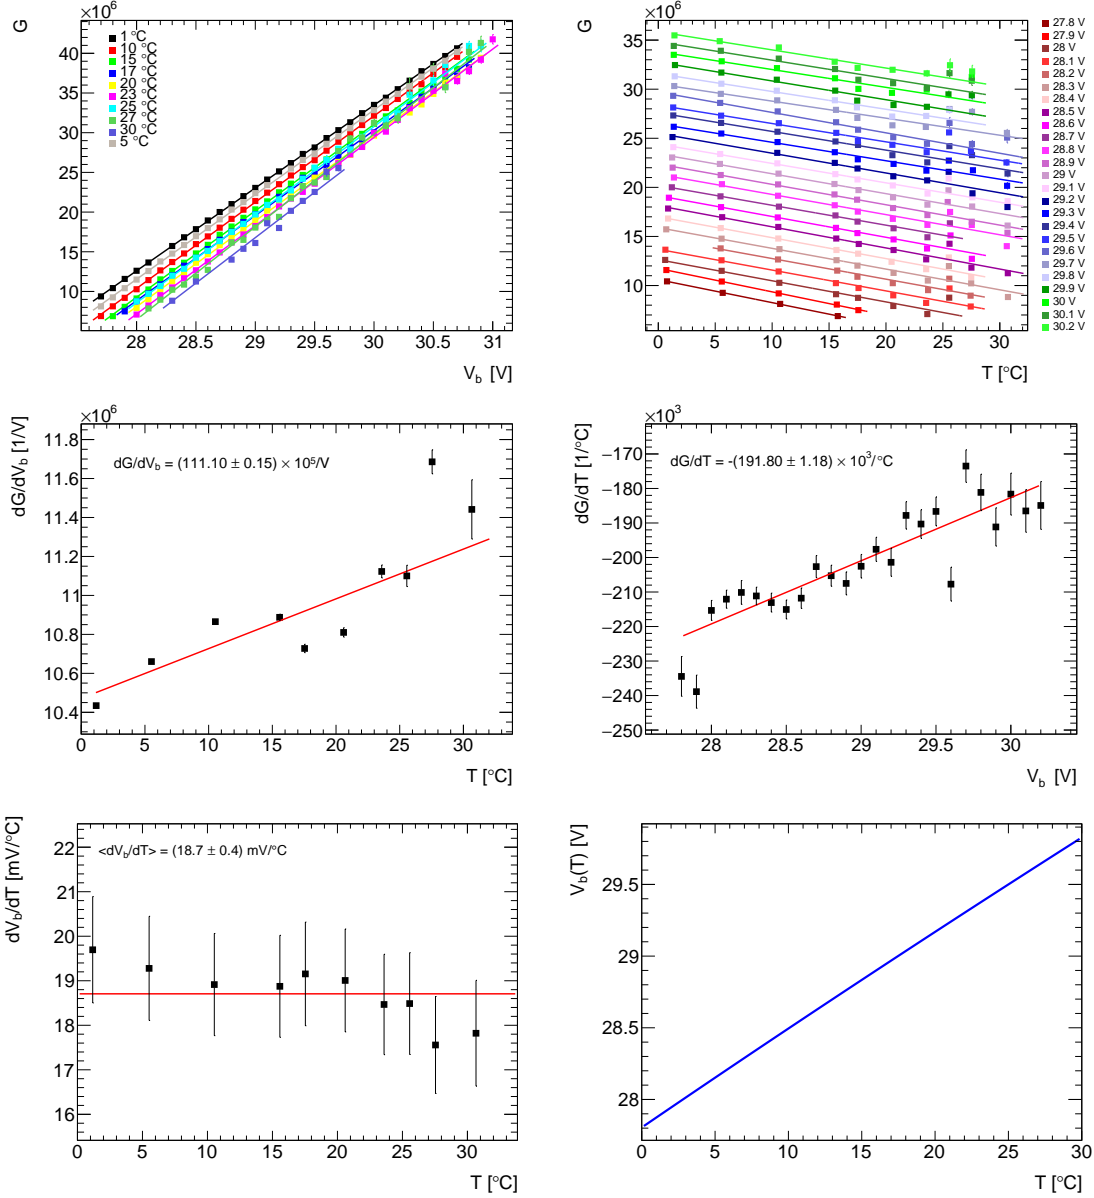 ×10⁶
G
40
35
30
25
20
15
10
1 °C
10 °C
15 °C
17 °C
20 °C
23 °C
25 °C
27 °C
30 °C
5 °C
28 28.5 29 29.5 30 30.5 31
V_b [V]
×10⁶
G
35
30
25
20
15
10
0 5 10 15 20 25 30
T [°C]
27.8 V
27.9 V
28 V
28.1 V
28.2 V
28.3 V
28.4 V
28.5 V
28.6 V
28.7 V
28.8 V
28.9 V
29 V
29.1 V
29.2 V
29.3 V
29.4 V
29.5 V
29.6 V
29.7 V
29.8 V
29.9 V
30 V
30.1 V
30.2 V
×10⁶
dG/dV_b [1/V]
dG/dV_b = (111.10 ± 0.15) × 10⁵/V
11.8
11.6
11.4
11.2
11
10.8
10.6
10.4
0 5 10 15 20 25 30
T [°C]
×10³
dG/dT [1/°C]
dG/dT = -(191.80 ± 1.18) × 10³/°C
−170
−180
−190
−200
−210
−220
−230
−240
−250
28 28.5 29 29.5 30
V_b [V]
dV_b/dT [mV/°C]
<dV_b/dT> = (18.7 ± 0.4) mV/°C
22
21
20
19
18
17
16
0 5 10 15 20 25 30
T [°C]
V_b(T) [V]
29.5
29
28.5
28
0 5 10 15 20 25 30
T [°C]